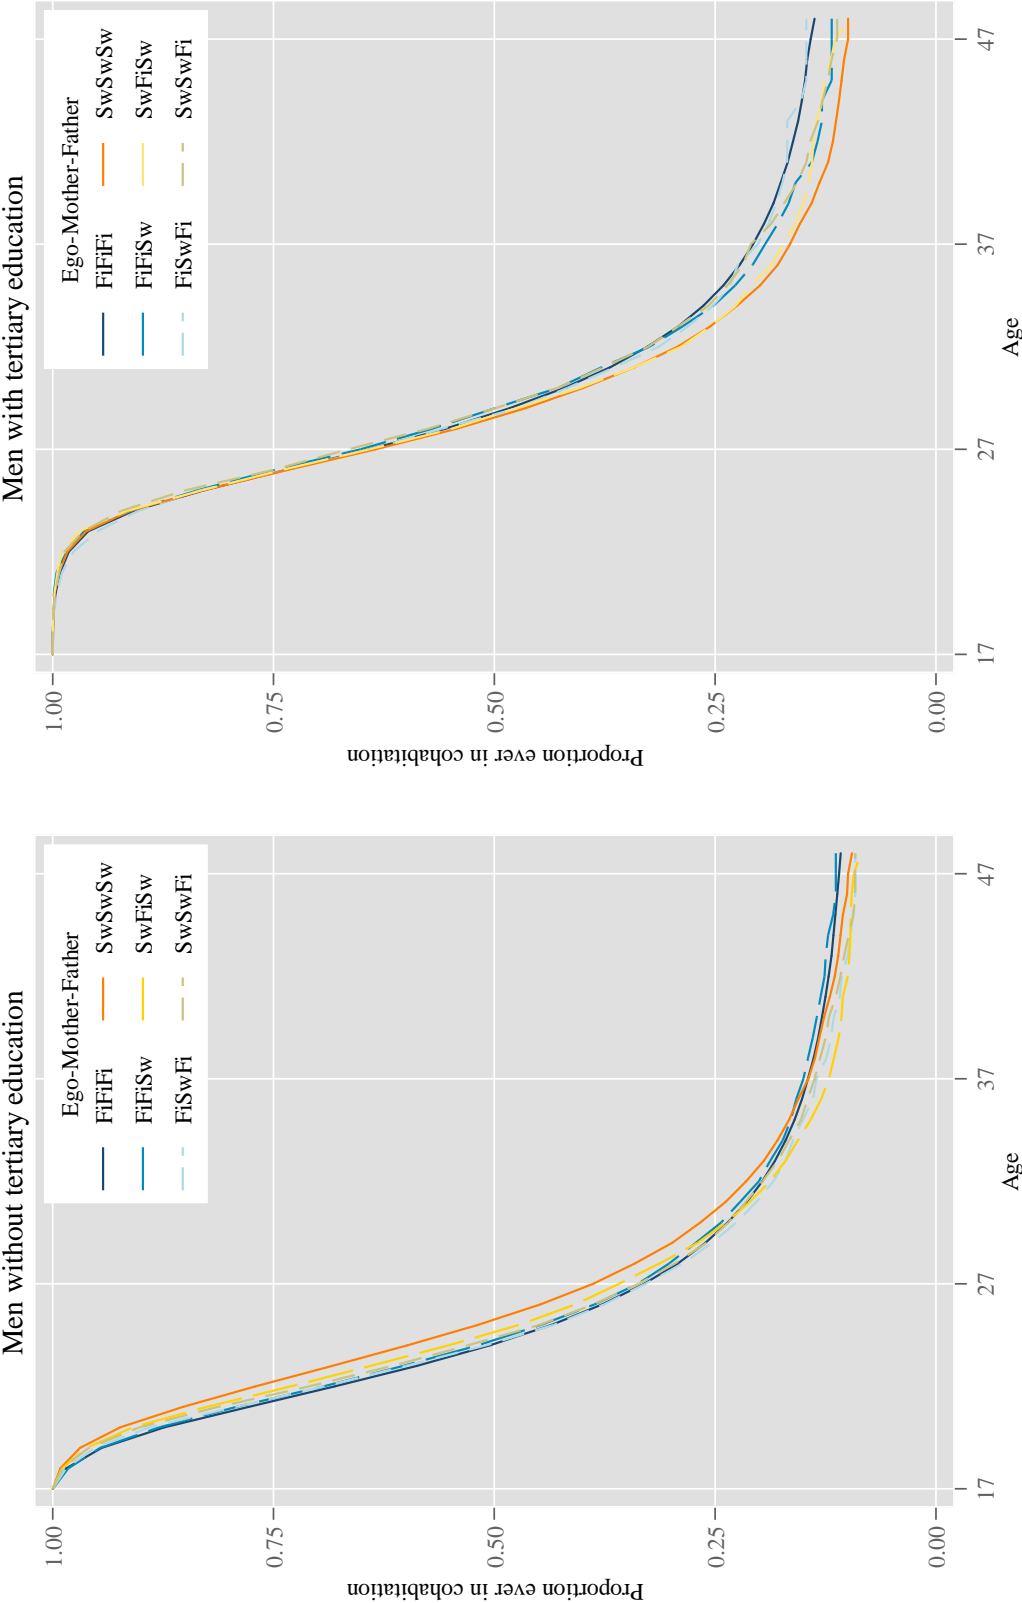 Men without tertiary education
Ego-Mother-Father
FiFiFi SwSwSw
FiFiSw SwFiSw
FiSwFi SwSwFi
Proportion ever in cohabitation
1.00
0.75
0.50
0.25
0.00
17 27 37 47
Age
Men with tertiary education
Ego-Mother-Father
FiFiFi SwSwSw
FiFiSw SwFiSw
FiSwFi SwSwFi
Proportion ever in cohabitation
1.00
0.75
0.50
0.25
0.00
17 27 37 47
Age